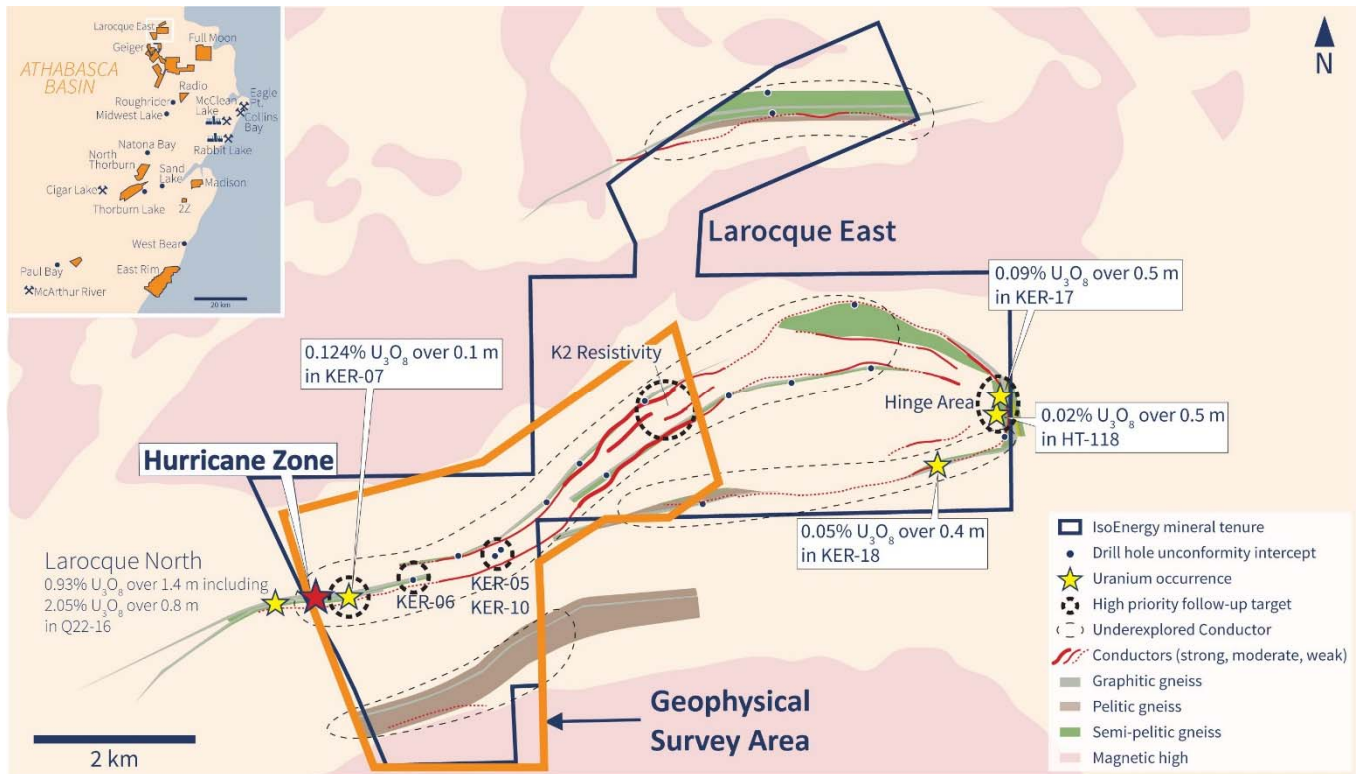 Larocque East
Geiger
Full Moon
ATHABASCA
BASIN
Radio
Roughrider
Midwest Lake
McClean
Lake
Eagle
Pt.
Collins
Bay
Rabbit Lake
Natona Bay
North
Thorburn
Sand
Lake
Cigar Lake
Madison
Thorburn Lake
2Z
West Bear
Paul Bay
East Rim
McArthur River
20 km
N
Larocque East
0.09% U₃O₈ over 0.5 m
in KER-17
0.124% U₃O₈ over 0.1 m
in KER-07
K2 Resistivity
Hinge Area
0.02% U₃O₈ over 0.5 m
in HT-118
Hurricane Zone
0.05% U₃O₈ over 0.4 m
in KER-18
Larocque North
0.93% U₃O₈ over 1.4 m including
2.05% U₃O₈ over 0.8 m
in Q22-16
KER-06
KER-05
KER-10
Geophysical
Survey Area
2 km
IsoEnergy mineral tenure
Drill hole unconformity intercept
Uranium occurrence
High priority follow-up target
Underexplored Conductor
Conductors (strong, moderate, weak)
Graphitic gneiss
Pelitic gneiss
Semi-pelitic gneiss
Magnetic high